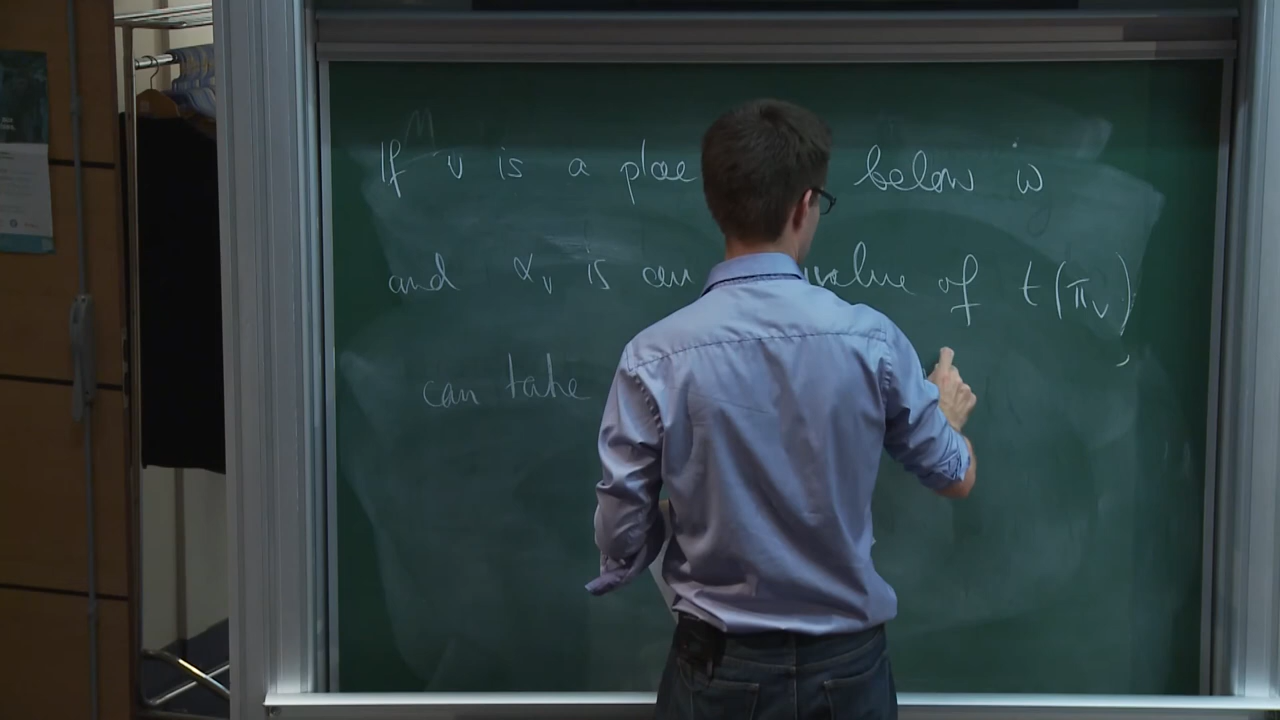 If v is a place below w
and α_v is an value of t(π_v),
can take